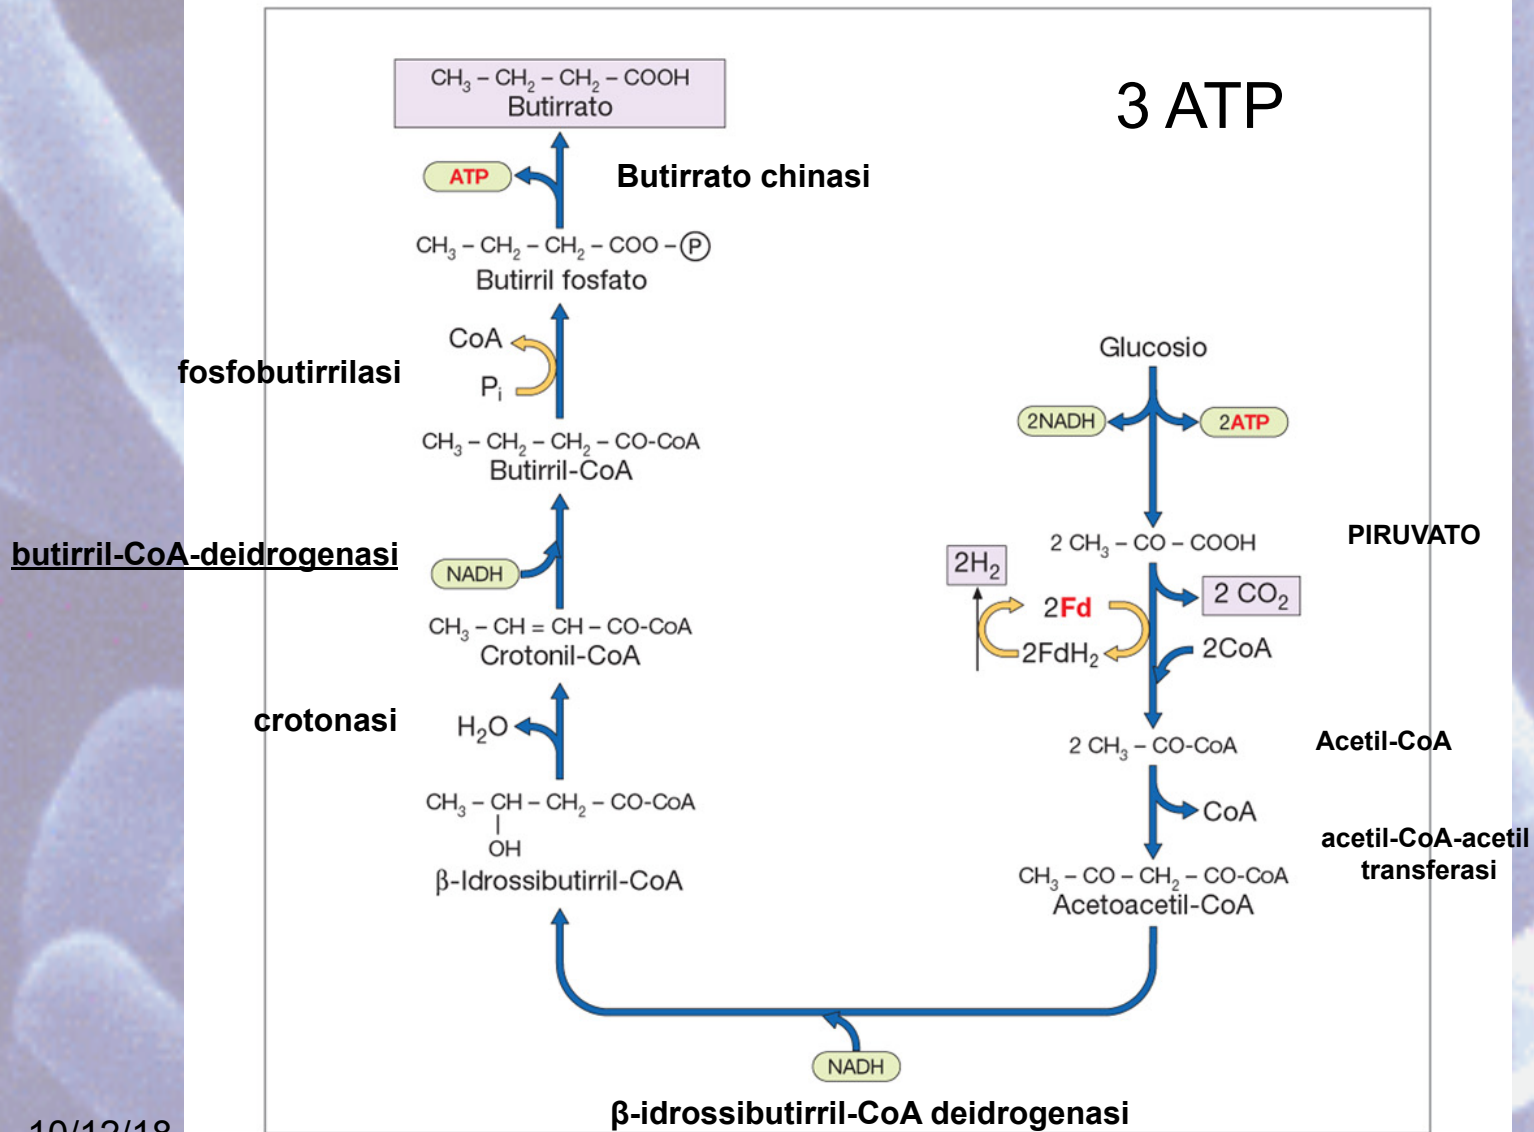 3 ATP
CH₃ – CH₂ – CH₂ – COOH
Butirrato
ATP
Butirrato chinasi
CH₃ – CH₂ – CH₂ – COO – P
Butirril fosfato
CoA
fosfobutirrilasi
Pᵢ
CH₃ – CH₂ – CH₂ – CO-CoA
Butirril-CoA
butirril-CoA-deidrogenasi
NADH
CH₃ – CH = CH – CO-CoA
Crotonil-CoA
crotonasi
H₂O
CH₃ – CH – CH₂ – CO-CoA
|
OH
β-Idrossibutirril-CoA
Glucosio
2NADH
2ATP
2 CH₃ – CO – COOH
PIRUVATO
2H₂
2 CO₂
2Fd
2FdH₂
2CoA
2 CH₃ – CO-CoA
Acetil-CoA
CoA
acetil-CoA-acetil
transferasi
CH₃ – CO – CH₂ – CO-CoA
Acetoacetil-CoA
NADH
β-idrossibutirril-CoA deidrogenasi
10/12/18